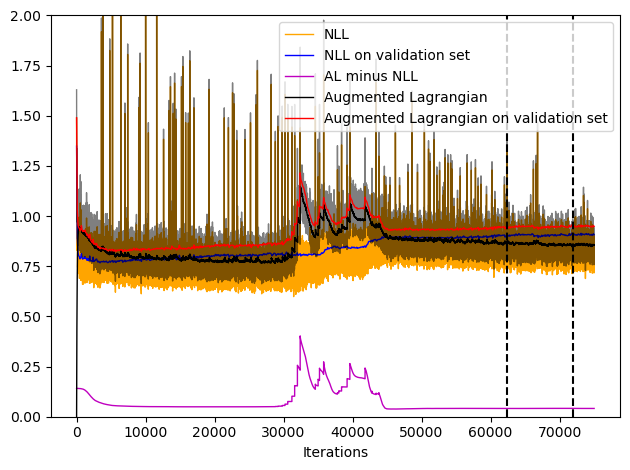 2.00
1.75
1.50
1.25
1.00
0.75
0.50
0.25
0.00
NLL
NLL on validation set
AL minus NLL
Augmented Lagrangian
Augmented Lagrangian on validation set
0 10000 20000 30000 40000 50000 60000 70000
Iterations